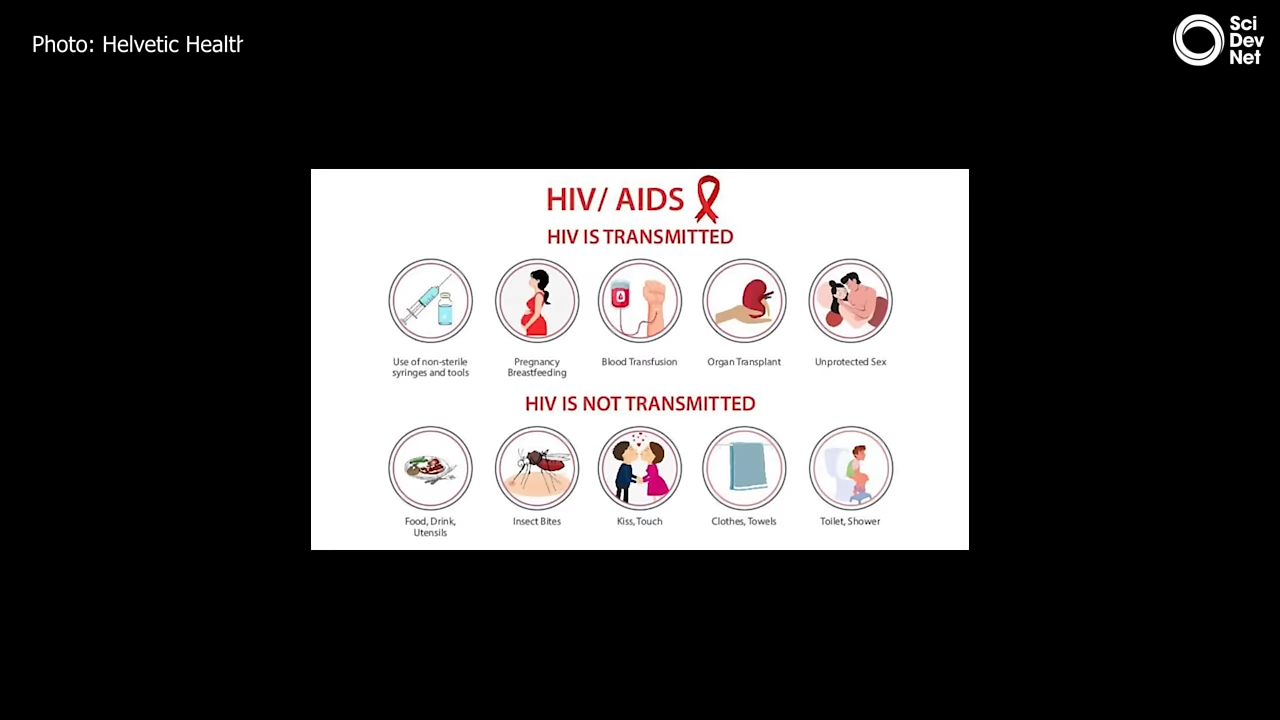 Photo: Helvetic Health
Sci
Dev
Net
HIV/ AIDS
HIV IS TRANSMITTED
Use of non-sterile
syringes and tools
Pregnancy
Breastfeeding
Blood Transfusion
Organ Transplant
Unprotected Sex
HIV IS NOT TRANSMITTED
Food, Drink,
Utensils
Insect Bites
Kiss, Touch
Clothes, Towels
Toilet, Shower